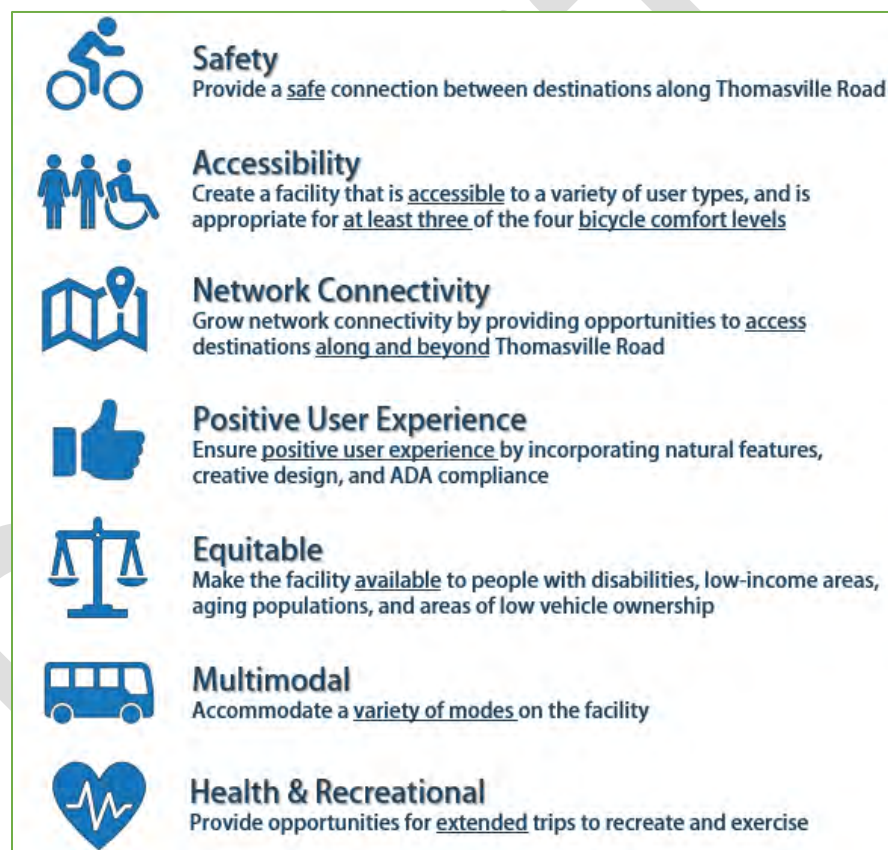 Safety
Provide a safe connection between destinations along Thomasville Road
Accessibility
Create a facility that is accessible to a variety of user types, and is
appropriate for at least three of the four bicycle comfort levels
Network Connectivity
Grow network connectivity by providing opportunities to access
destinations along and beyond Thomasville Road
Positive User Experience
Ensure positive user experience by incorporating natural features,
creative design, and ADA compliance
Equitable
Make the facility available to people with disabilities, low-income areas,
aging populations, and areas of low vehicle ownership
Multimodal
Accommodate a variety of modes on the facility
Health & Recreational
Provide opportunities for extended trips to recreate and exercise